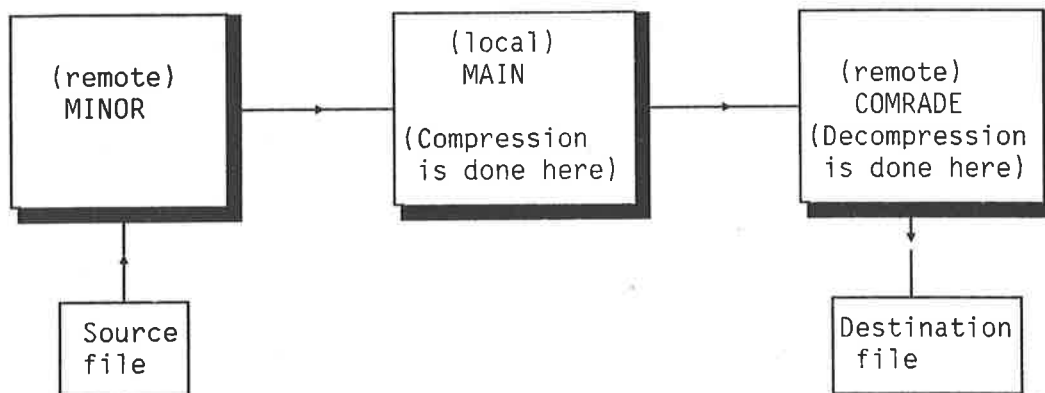 (remote)
MINOR
(local)
MAIN
(Compression
is done here)
(remote)
COMRADE
(Decompression
is done here)
Source
file
Destination
file